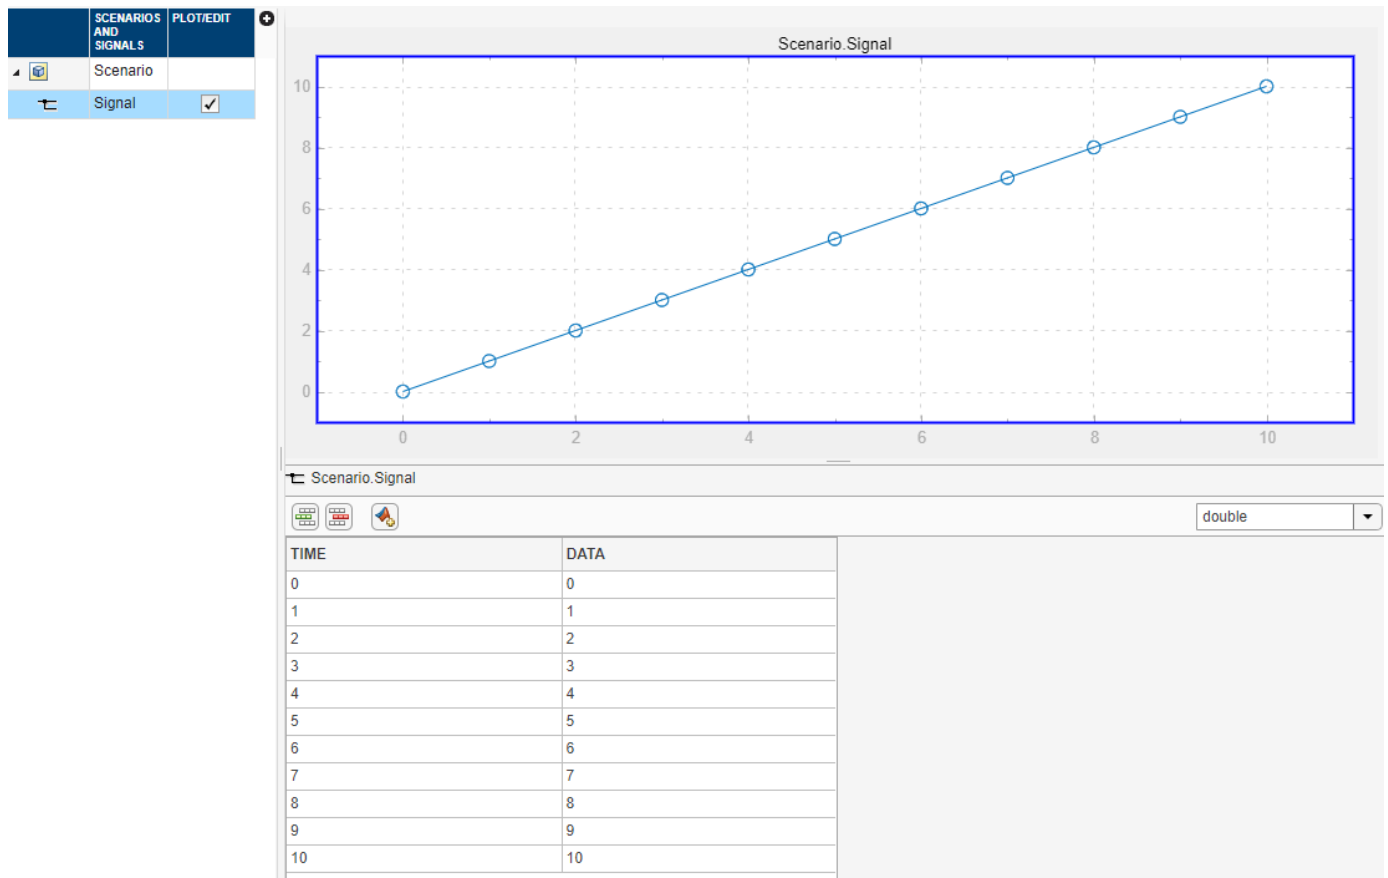 SCENARIOS AND SIGNALS PLOT/EDIT
Scenario
Signal
Scenario.Signal
10
8
6
4
2
0
0 2 4 6 8 10
Scenario.Signal
double
TIME DATA
0 0
1 1
2 2
3 3
4 4
5 5
6 6
7 7
8 8
9 9
10 10